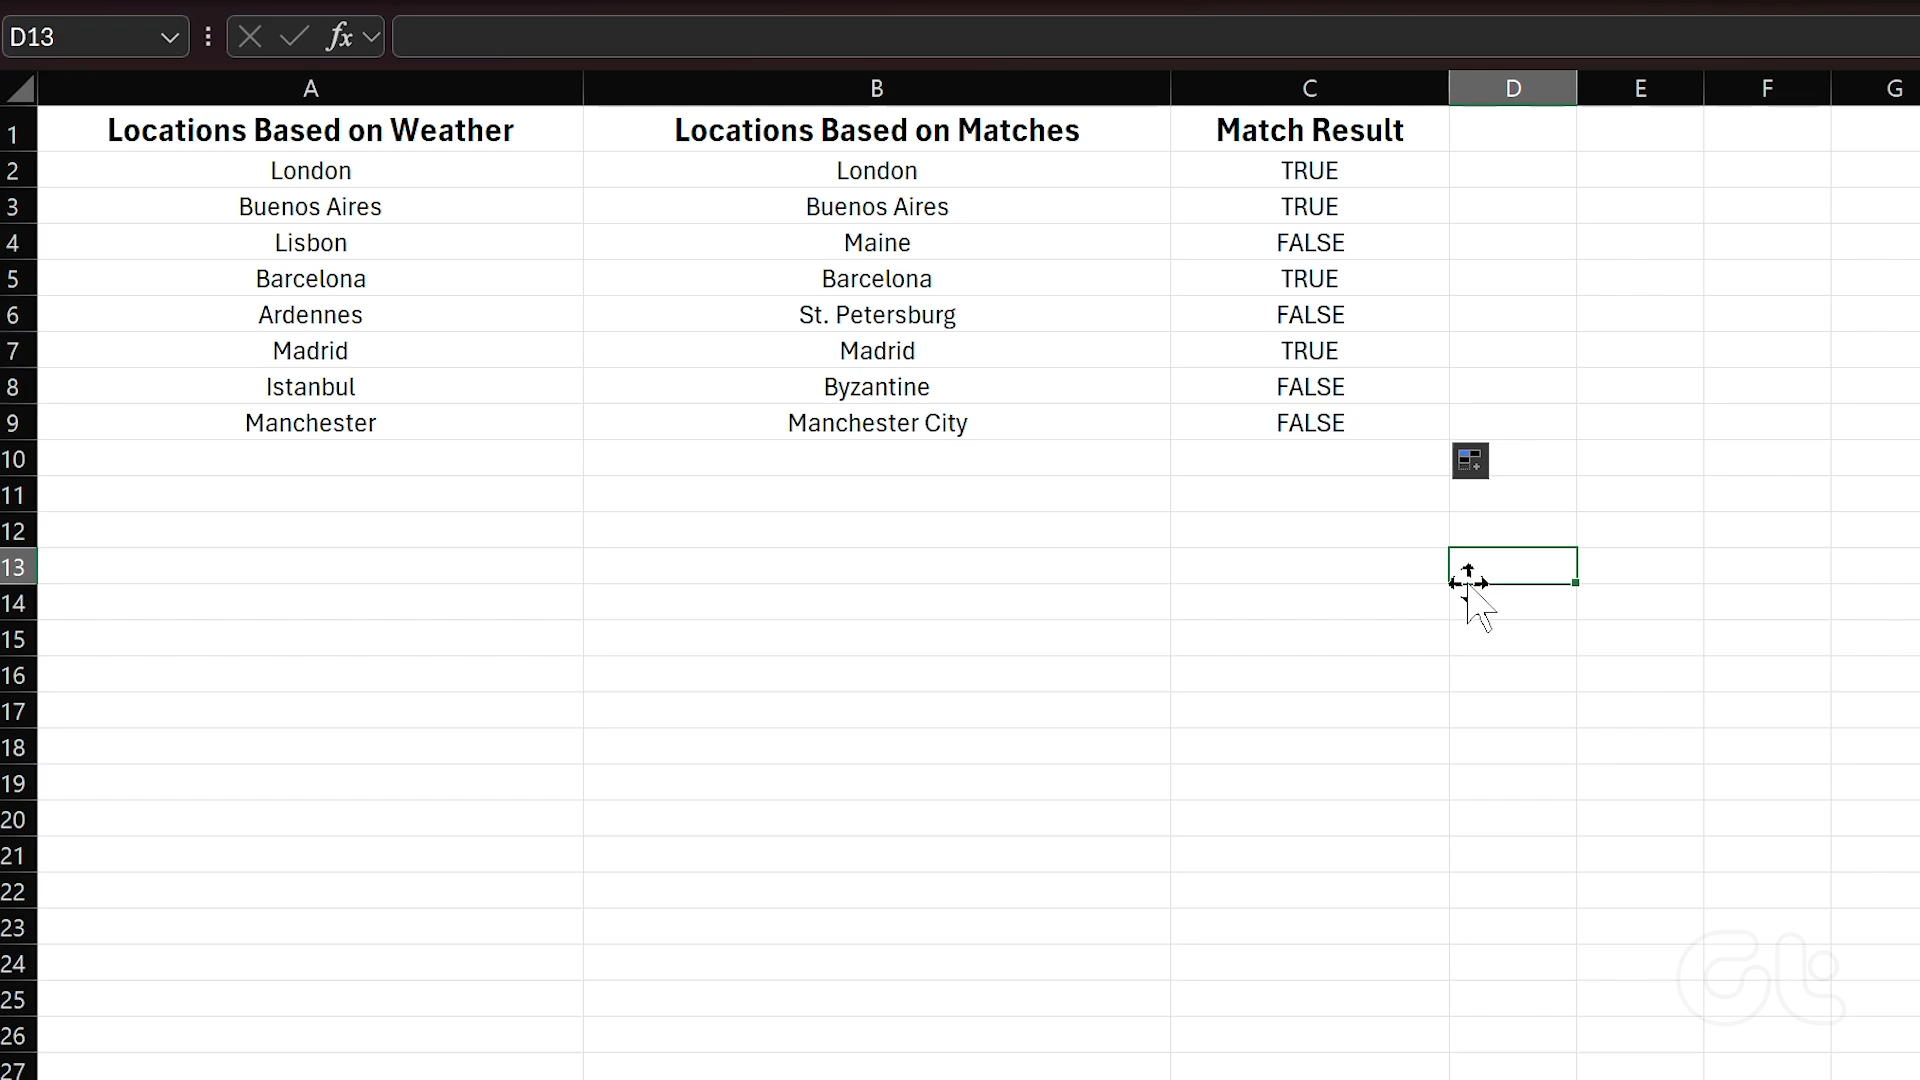 D13 fx
A B C D E F G
1 Locations Based on Weather Locations Based on Matches Match Result
2 London London TRUE
3 Buenos Aires Buenos Aires TRUE
4 Lisbon Maine FALSE
5 Barcelona Barcelona TRUE
6 Ardennes St. Petersburg FALSE
7 Madrid Madrid TRUE
8 Istanbul Byzantine FALSE
9 Manchester Manchester City FALSE
10
11
12
13
14
15
16
17
18
19
20
21
22
23
24
25
26
27
Gt